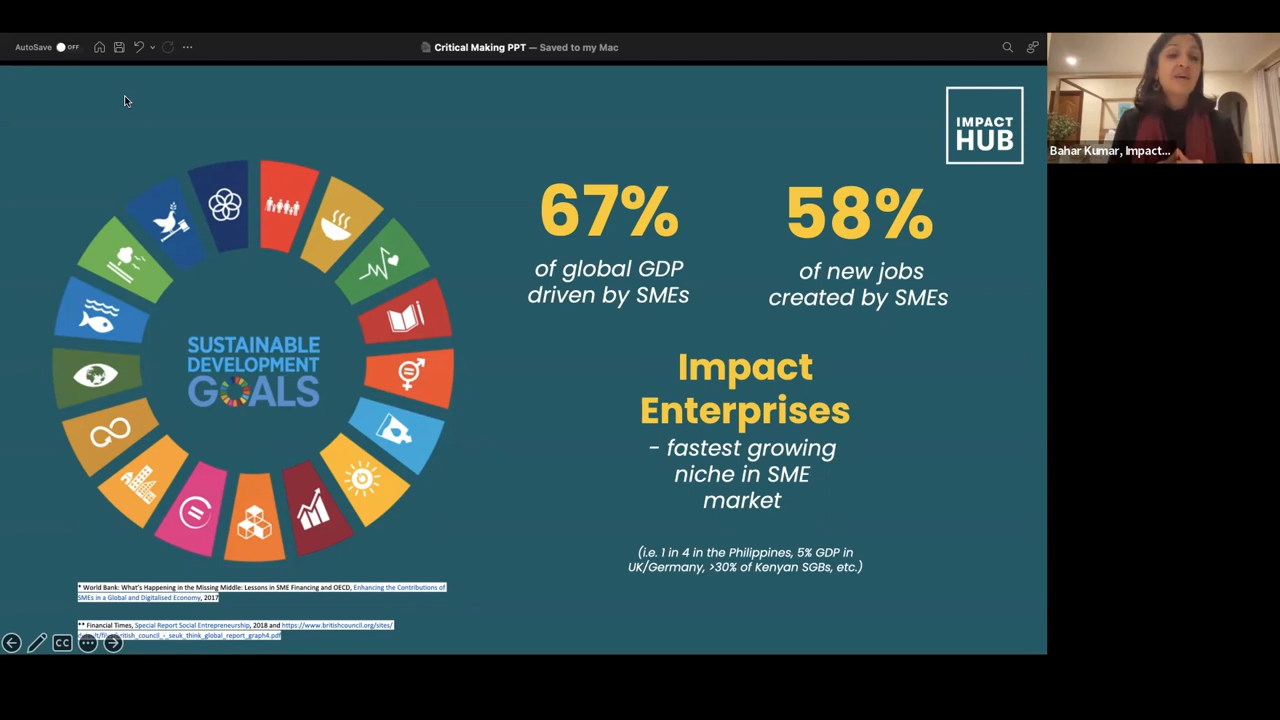 AutoSave OFF
Critical Making PPT — Saved to my Mac
IMPACT
HUB
Bahar Kumar, Impact...
67%
of global GDP
driven by SMEs
58%
of new jobs
created by SMEs
SUSTAINABLE
DEVELOPMENT
GOALS
Impact
Enterprises
- fastest growing
niche in SME
market
(i.e. 1 in 4 in the Philippines, 5% GDP in
UK/Germany, >30% of Kenyan SGBs, etc.)
* World Bank: What's Happening in the Missing Middle: Lessons in SME Financing and OECD, Enhancing the Contributions of
SMEs in a Global and Digitalised Economy, 2017
** Financial Times, Special Report Social Entrepreneurship, 2018 and https://www.britishcouncil.org/sites/
british_council_-_seuk_think_global_report_graph4.pdf
CC